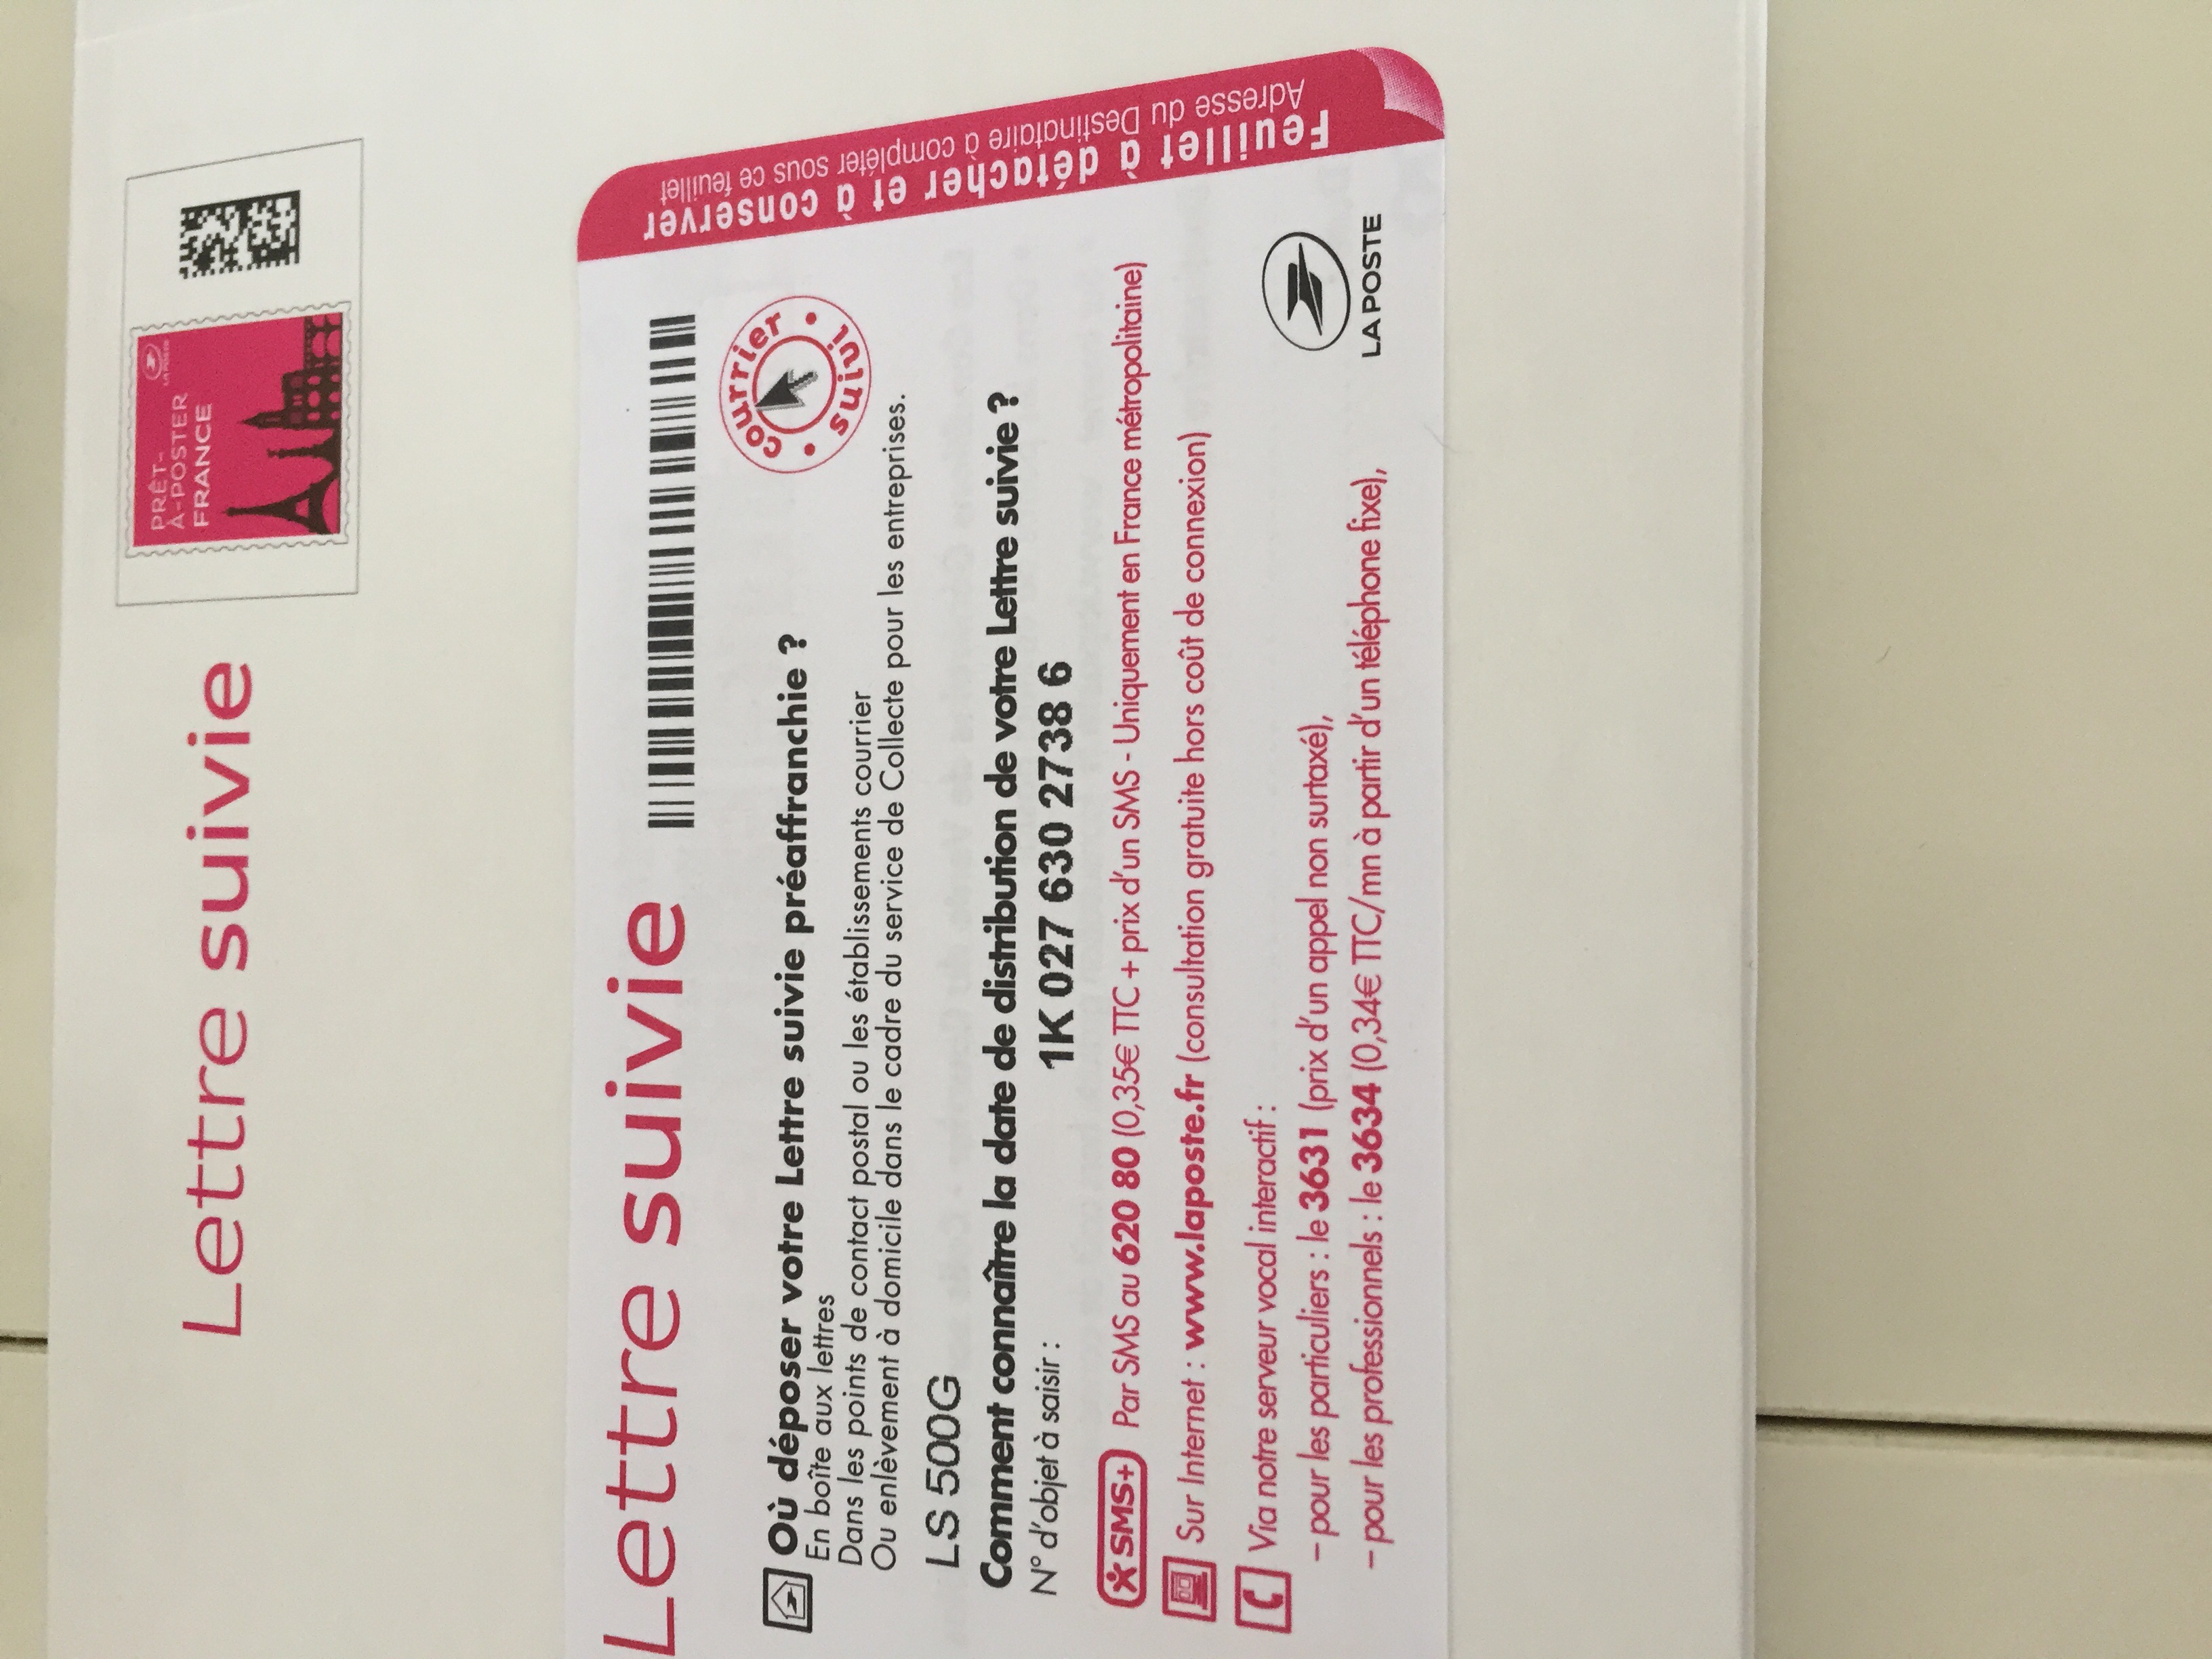 Lettre suivie
PRÊT-
À-POSTER
FRANCE
Lettre suivie
courrier suivi
Feuillet à détacher et à conserver
Adresse du Destinataire à compléter sous ce feuillet
Où déposer votre Lettre suivie préaffranchie ?
En boîte aux lettres
Dans les points de contact postal ou les établissements courrier
Ou enlèvement à domicile dans le cadre du service de Collecte pour les entreprises.
LS 500G
Comment connaître la date de distribution de votre Lettre suivie ?
N° d'objet à saisir : 1K 027 630 2738 6
SMS+ Par SMS au 620 80 (0,35€ TTC + prix d'un SMS - Uniquement en France métropolitaine)
Sur Internet : www.laposte.fr (consultation gratuite hors coût de connexion)
Via notre serveur vocal interactif :
– pour les particuliers : le 3631 (prix d'un appel non surtaxé),
– pour les professionnels : le 3634 (0,34€ TTC/mn à partir d'un téléphone fixe),
LA POSTE